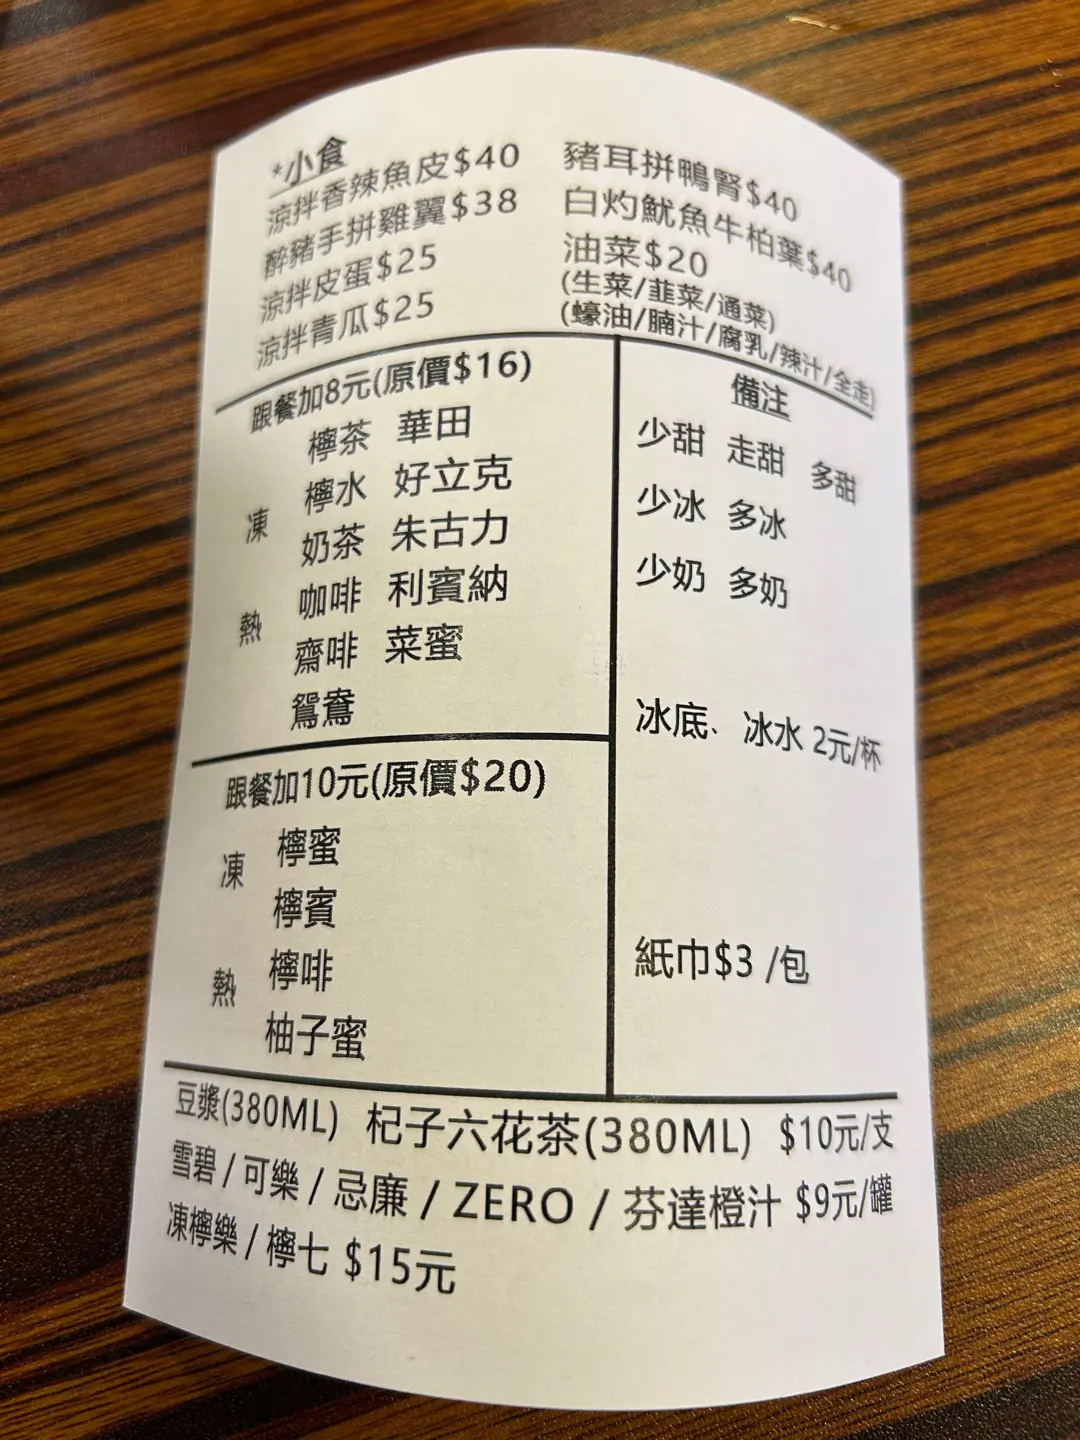 *小食
涼拌香辣魚皮$40 豬耳拼鴨腎$40
醉豬手拼雞翼$38 白灼魷魚牛柏葉$40
涼拌皮蛋$25 油菜$20
涼拌青瓜$25 (生菜/韮菜/通菜)
(蠔油/腩汁/腐乳/辣汁/全走)
跟餐加8元(原價$16)
檸茶 華田
檸水 好立克
凍
奶茶 朱古力
咖啡 利賓納
熱
齋啡 菜蜜
鴛鴦
備注
少甜 走甜 多甜
少冰 多冰
少奶 多奶
冰底、冰水 2元/杯
紙巾$3 /包
跟餐加10元(原價$20)
檸蜜
凍
檸賓
檸啡
熱
柚子蜜
豆漿(380ML) 杞子六花茶(380ML) $10元/支
雪碧 / 可樂 / 忌廉 / ZERO / 芬達橙汁 $9元/罐
凍檸樂 / 檸七 $15元